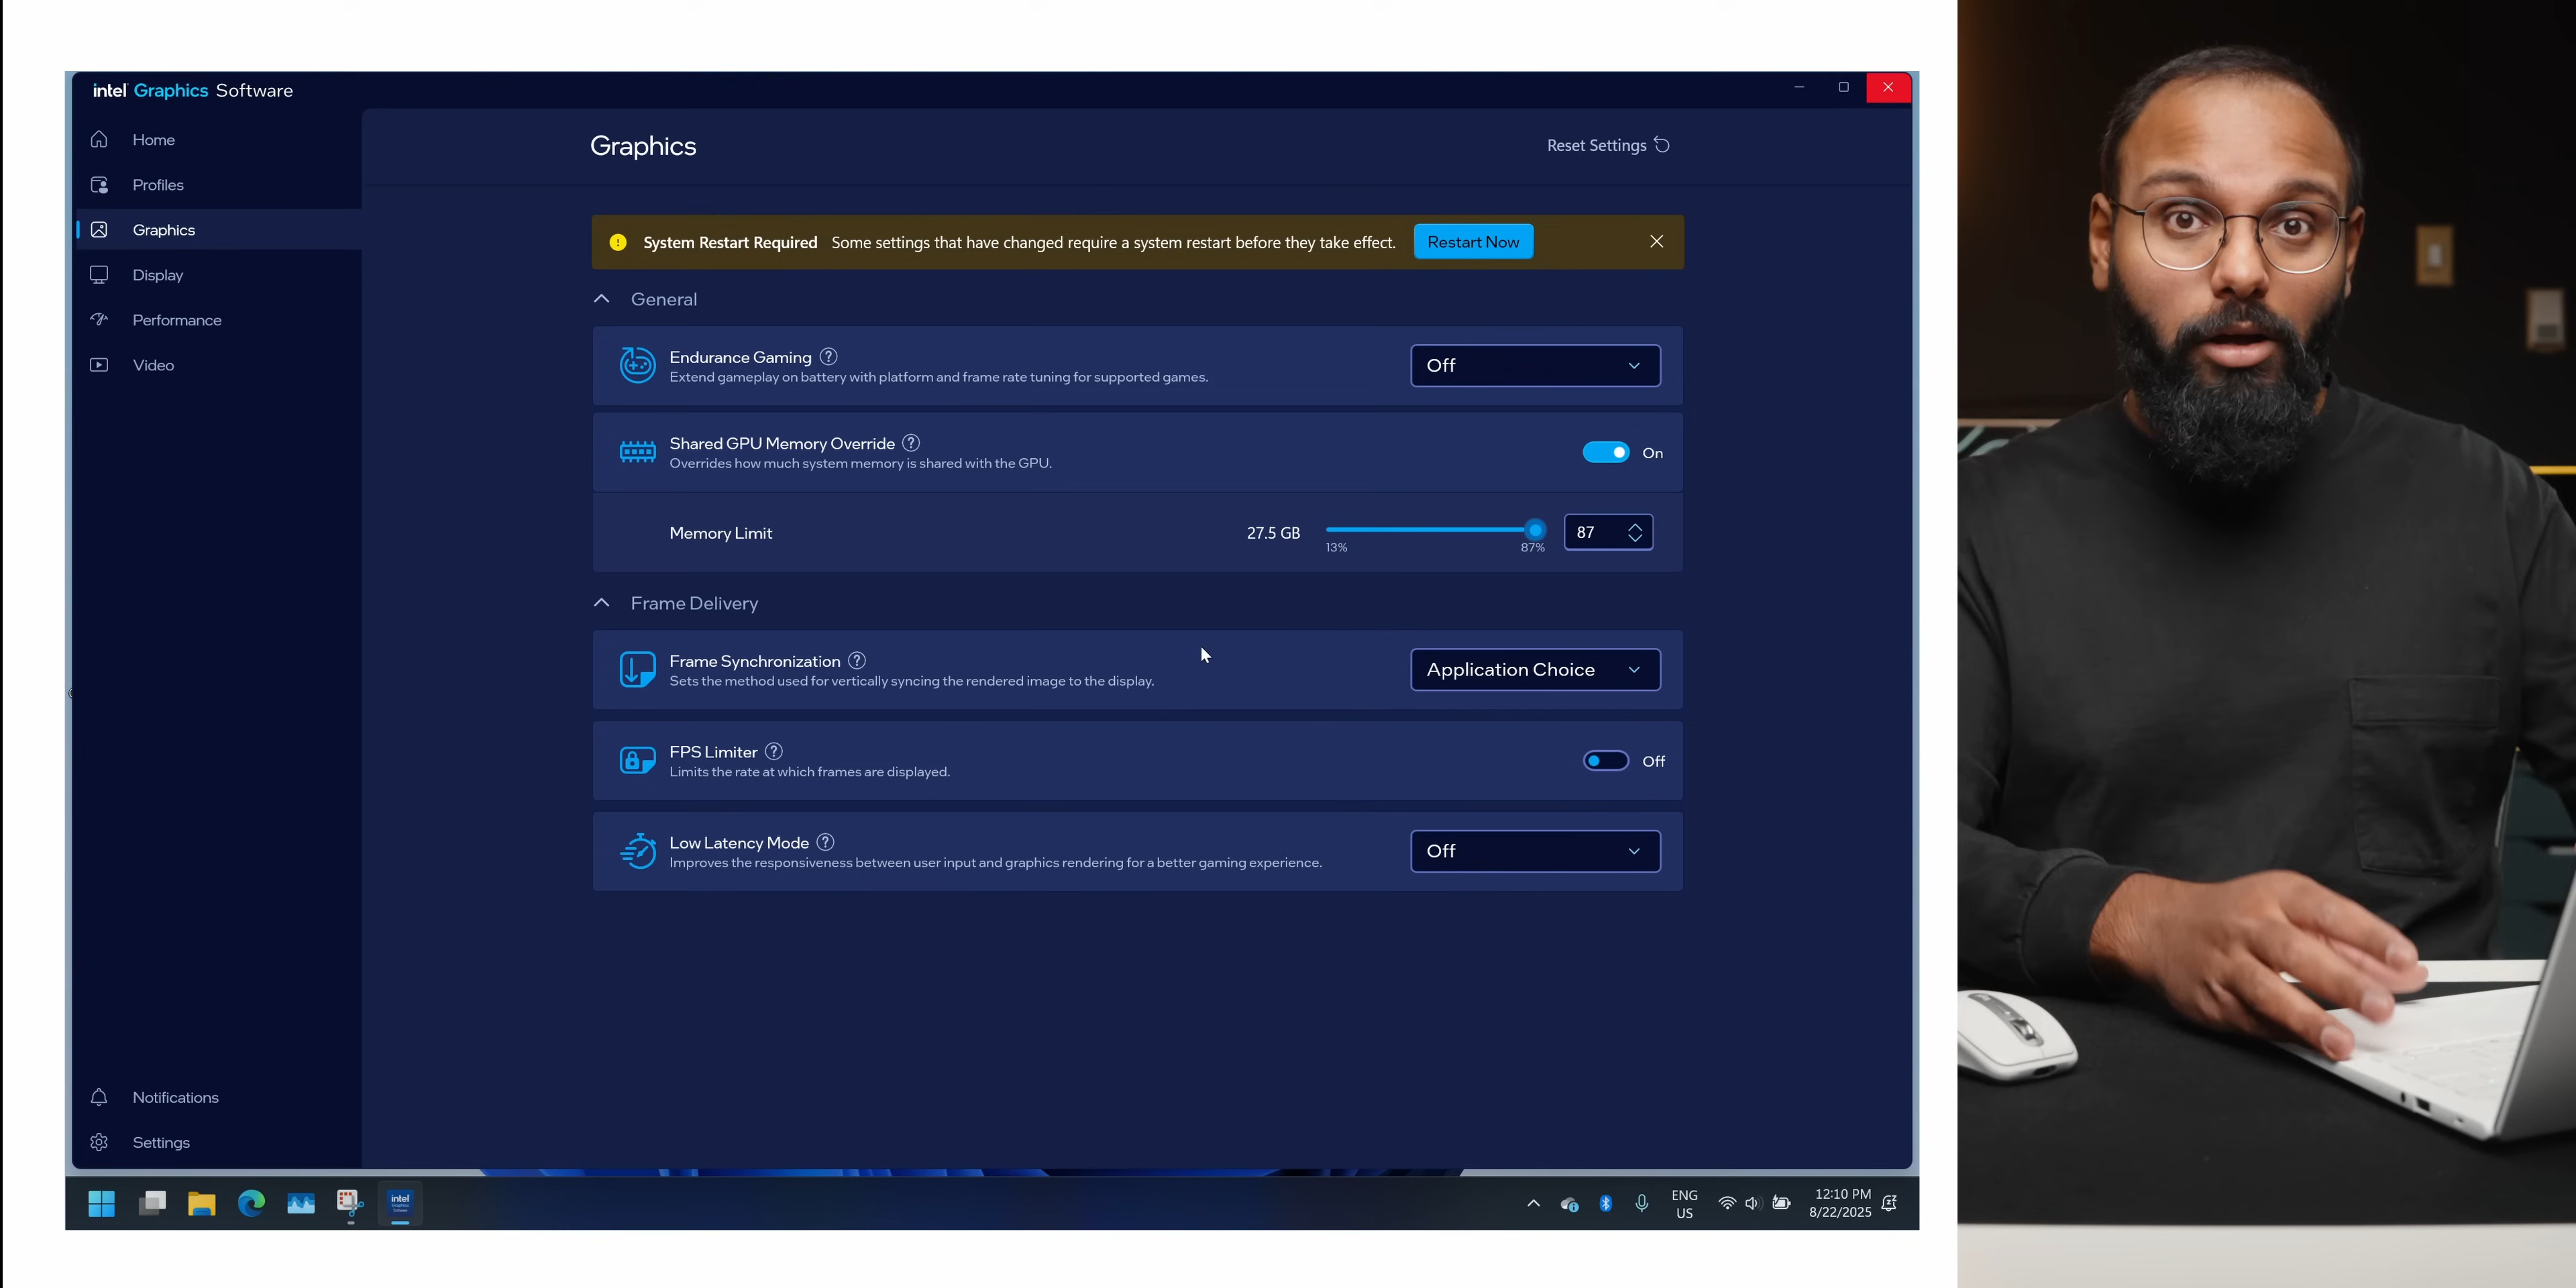 intel Graphics Software
Home
Profiles
Graphics
Display
Performance
Video
Notifications
Settings
Graphics
Reset Settings
System Restart Required Some settings that have changed require a system restart before they take effect. Restart Now
General
Endurance Gaming
Extend gameplay on battery with platform and frame rate tuning for supported games.
Off
Shared GPU Memory Override
Overrides how much system memory is shared with the GPU.
On
Memory Limit 27.5 GB 87
13% 87%
Frame Delivery
Frame Synchronization
Sets the method used for vertically syncing the rendered image to the display.
Application Choice
FPS Limiter
Limits the rate at which frames are displayed.
Off
Low Latency Mode
Improves the responsiveness between user input and graphics rendering for a better gaming experience.
Off
intel
Graphics
Software
ENG
US
12:10 PM
8/22/2025